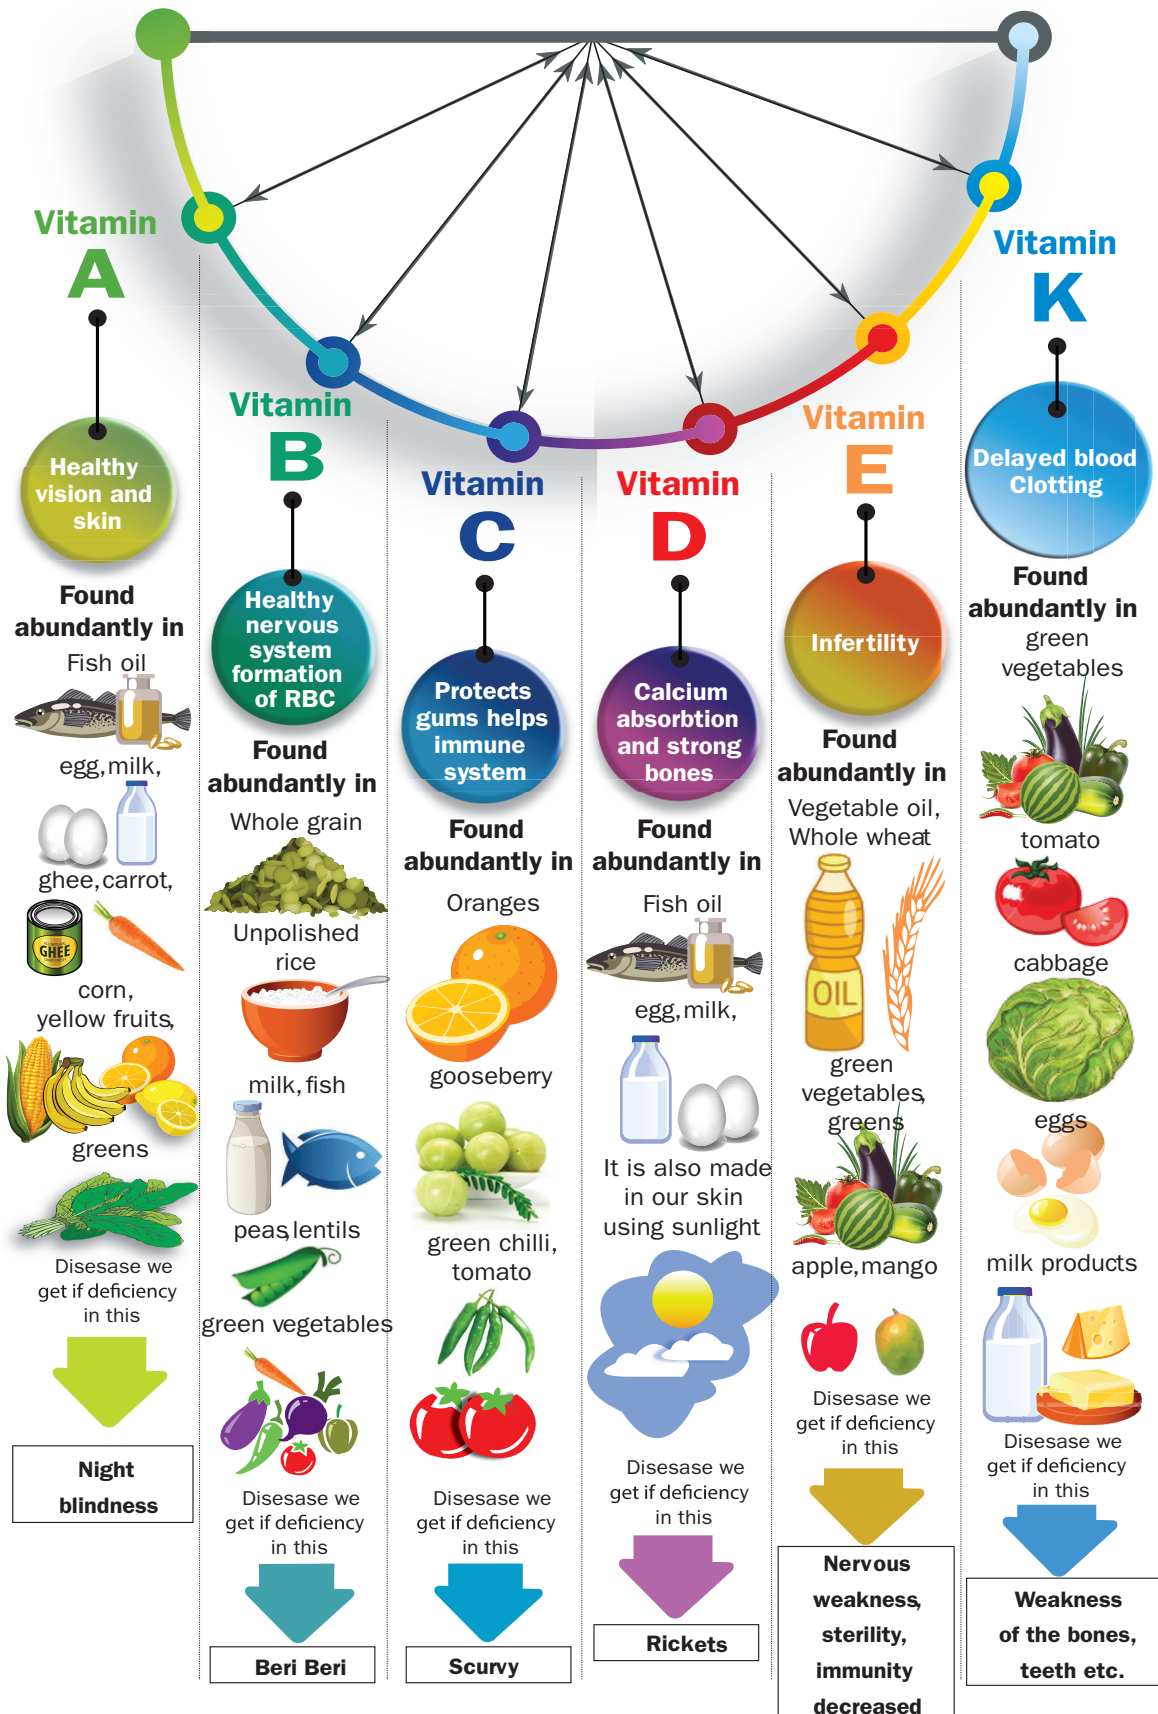 Vitamin
A
Healthy
vision and
skin
Found
abundantly in
Fish oil
egg, milk,
ghee, carrot,
GHEE
corn,
yellow fruits,
greens
Disesase we
get if deficiency
in this
Night
blindness
Vitamin
B
Healthy
nervous
system
formation
of RBC
Found
abundantly in
Whole grain
Unpolished
rice
milk, fish
peas, lentils
green vegetables
Disesase we
get if deficiency
in this
Beri Beri
Vitamin
C
Protects
gums helps
immune
system
Found
abundantly in
Oranges
gooseberry
green chilli,
tomato
Disesase we
get if deficiency
in this
Scurvy
Vitamin
D
Calcium
absorbtion
and strong
bones
Found
abundantly in
Fish oil
egg, milk,
It is also made
in our skin
using sunlight
Disesase we
get if deficiency
in this
Rickets
Vitamin
E
Infertility
Found
abundantly in
Vegetable oil,
Whole wheat
OIL
green
vegetables,
greens
apple, mango
Disesase we
get if deficiency
in this
Nervous
weakness,
sterility,
immunity
decreased
Vitamin
K
Delayed blood
Clotting
Found
abundantly in
green
vegetables
tomato
cabbage
eggs
milk products
Disesase we
get if deficiency
in this
Weakness
of the bones,
teeth etc.